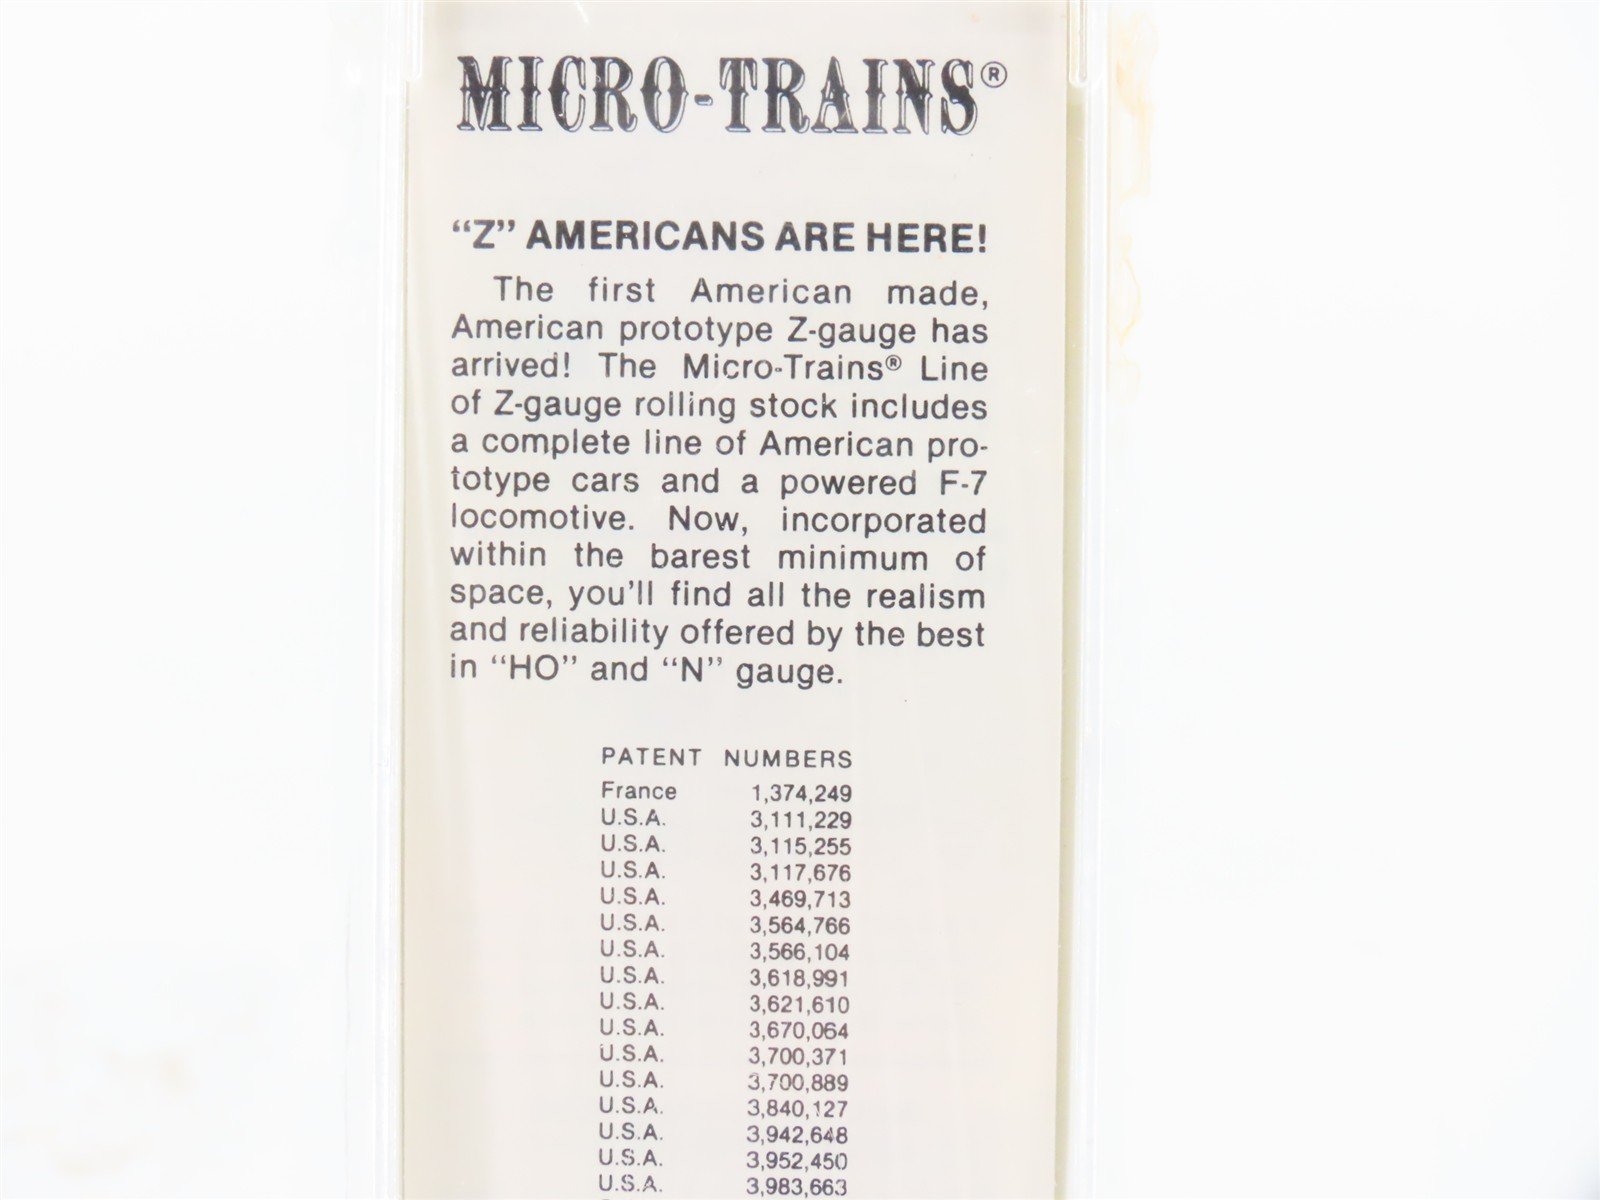 MICRO-TRAINS®
“Z” AMERICANS ARE HERE!
The first American made,
American prototype Z-gauge has
arrived! The Micro-Trains® Line
of Z-gauge rolling stock includes
a complete line of American pro-
totype cars and a powered F-7
locomotive. Now, incorporated
within the barest minimum of
space, you'll find all the realism
and reliability offered by the best
in “HO” and “N” gauge.
PATENT NUMBERS
France 1,374,249
U.S.A. 3,111,229
U.S.A. 3,115,255
U.S.A. 3,117,676
U.S.A. 3,469,713
U.S.A. 3,564,766
U.S.A. 3,566,104
U.S.A. 3,618,991
U.S.A. 3,621,610
U.S.A. 3,670,064
U.S.A. 3,700,371
U.S.A. 3,700,889
U.S.A. 3,840,127
U.S.A. 3,942,648
U.S.A. 3,952,450
U.S.A. 3,983,663